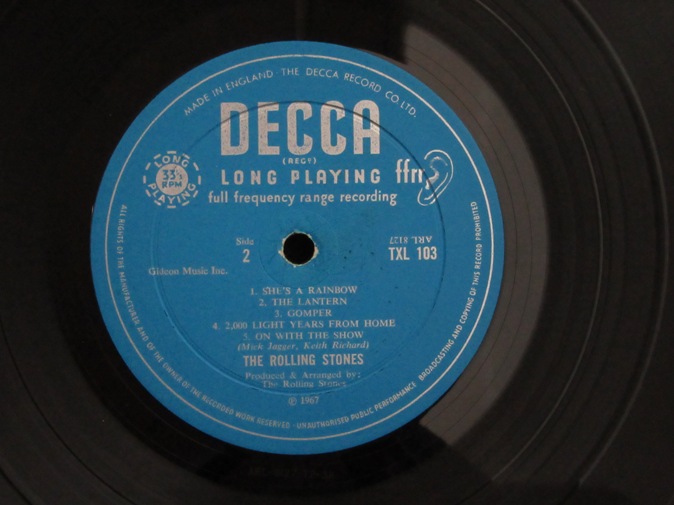 MADE IN ENGLAND · THE DECCA RECORD CO. LTD.
DECCA
(REGD)
LONG PLAYING 33⅓ RPM
LONG PLAYING ffrr
full frequency range recording
Side
2
ARL 8127
TXL 103
Gideon Music Inc.
1. SHE'S A RAINBOW
2. THE LANTERN
3. GOMPER
4. 2,000 LIGHT YEARS FROM HOME
5. ON WITH THE SHOW
(Mick Jagger, Keith Richard)
THE ROLLING STONES
Produced & Arranged by:
The Rolling Stones
℗ 1967
ALL RIGHTS OF THE MANUFACTURER AND OF THE OWNER OF THE RECORDED WORK RESERVED · UNAUTHORISED PUBLIC PERFORMANCE BROADCASTING AND COPYING OF THIS RECORD PROHIBITED